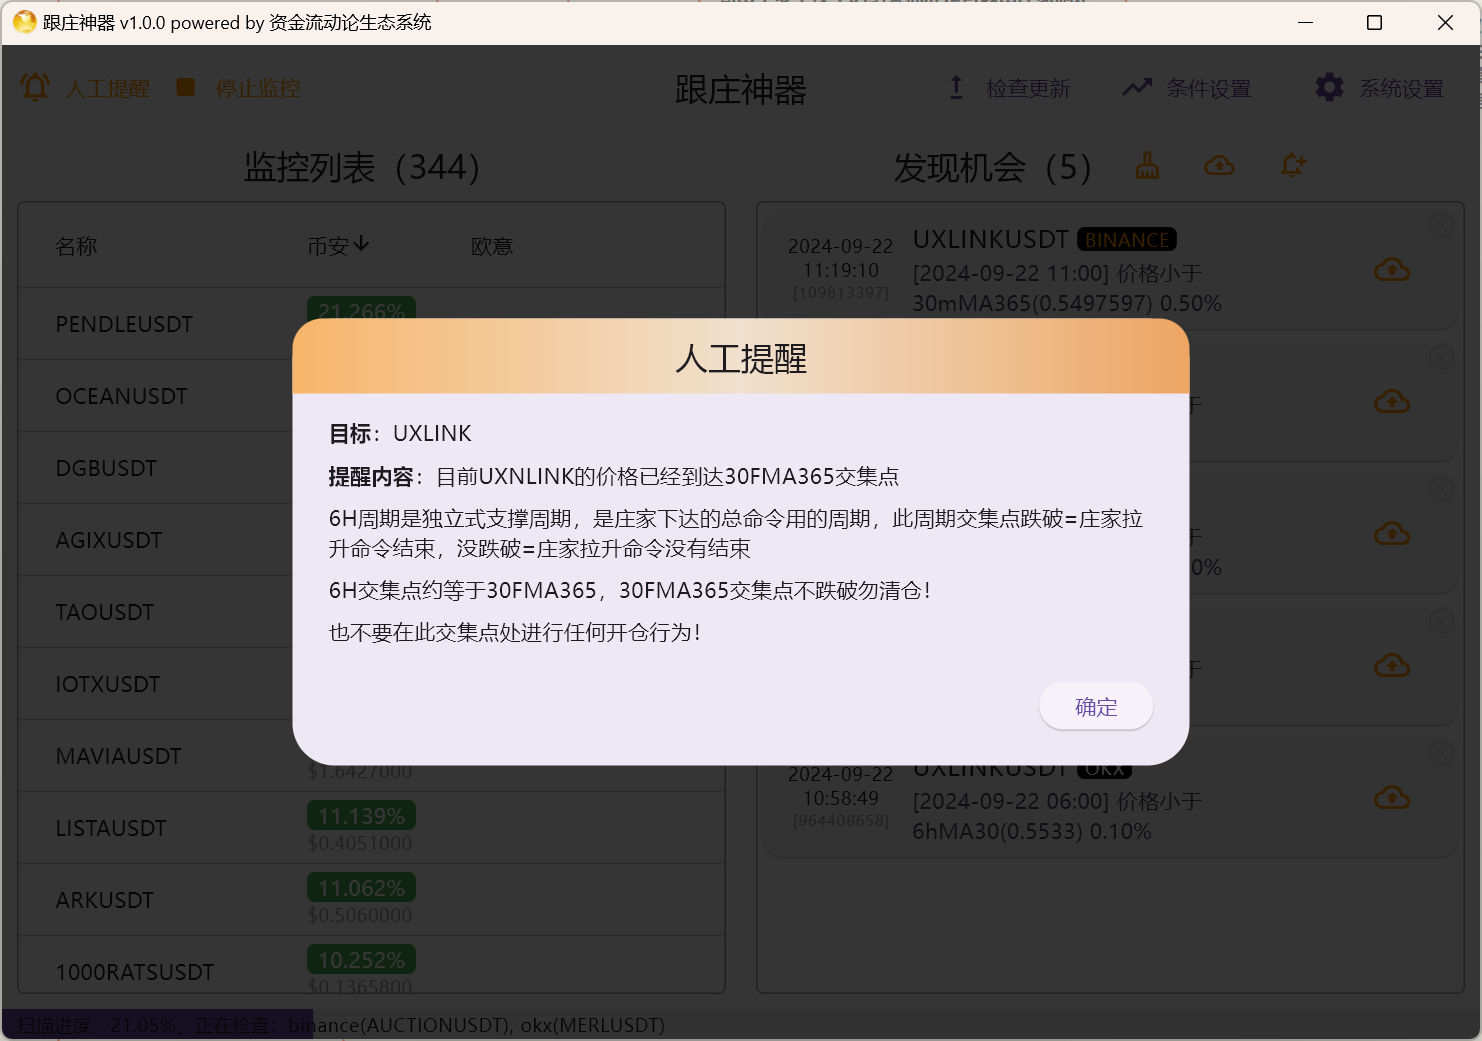 跟庄神器 v1.0.0 powered by 资金流动论生态系统
人工提醒
停止监控
跟庄神器
检查更新
条件设置
系统设置
监控列表（344）
发现机会（5）
名称
币安
欧意
PENDLEUSDT
21.266%
OCEANUSDT
DGBUSDT
AGIXUSDT
TAOUSDT
IOTXUSDT
MAVIAUSDT
$1.6427000
LISTAUSDT
11.139%
$0.4051000
ARKUSDT
11.062%
$0.5060000
1000RATSUSDT
10.252%
$0.1365800
2024-09-22
11:19:10
[109813397]
UXLINKUSDT BINANCE
[2024-09-22 11:00] 价格小于
30mMA365(0.5497597) 0.50%
于
于
0%
于
2024-09-22
10:58:49
[964408658]
UXLINKUSDT OKX
[2024-09-22 06:00] 价格小于
6hMA30(0.5533) 0.10%
人工提醒
目标：UXLINK
提醒内容：目前UXNLINK的价格已经到达30FMA365交集点
6H周期是独立式支撑周期，是庄家下达的总命令用的周期，此周期交集点跌破=庄家拉
升命令结束，没跌破=庄家拉升命令没有结束
6H交集点约等于30FMA365，30FMA365交集点不跌破勿清仓！
也不要在此交集点处进行任何开仓行为！
确定
扫描进度：21.05%，正在检查：binance(AUCTIONUSDT), okx(MERLUSDT)